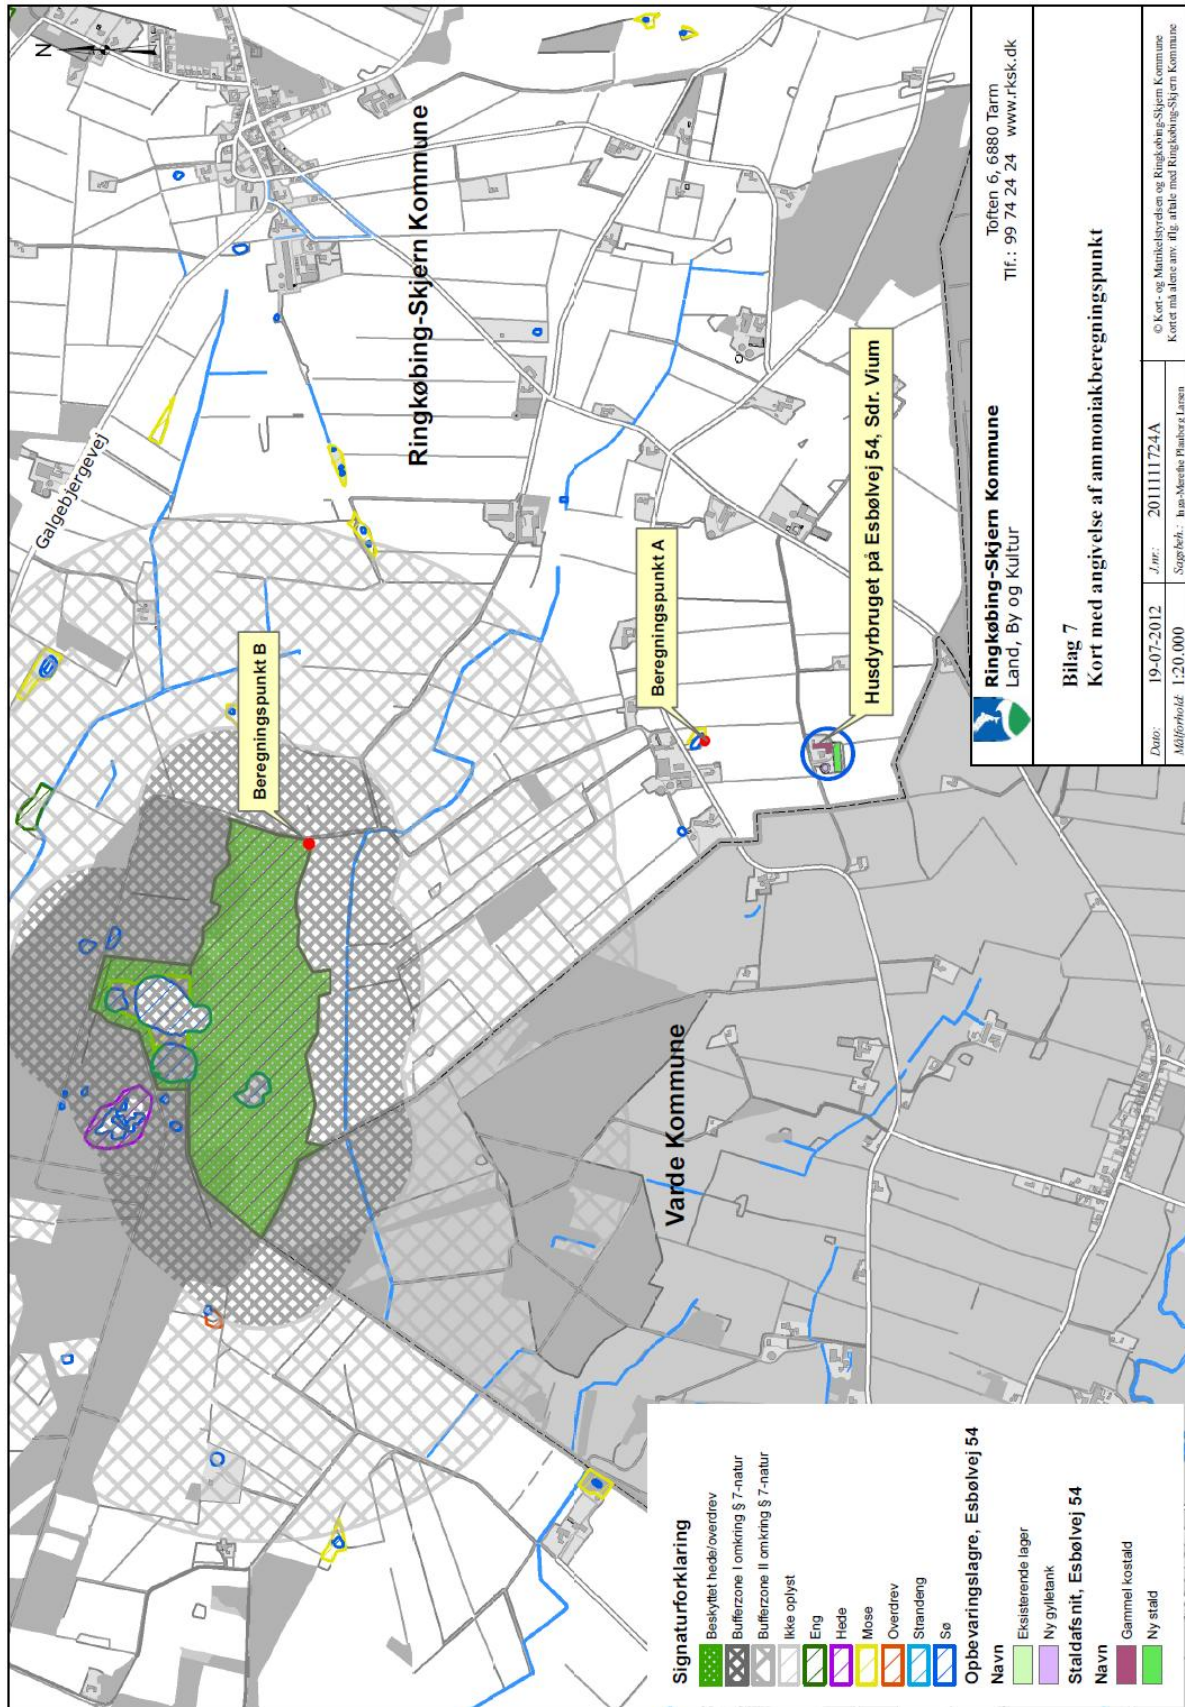 N
Galgebjergevej
Ringkøbing-Skjern Kommune
Beregningspunkt B
Beregningspunkt A
Husdyrbruget på Esbølvej 54, Sdr. Vium
Varde Kommune
Signaturforklaring
Beskyttet hede/overdrev
Bufferzone I omkring § 7-natur
Bufferzone II omkring § 7-natur
Ikke oplyst
Eng
Hede
Mose
Overdrev
Strandeng
Sø
Opbevaringslagre, Esbølvej 54
Navn
Eksisterende lager
Ny gylletank
Staldafsnit, Esbølvej 54
Navn
Gammel kostald
Ny stald
Ringkøbing-Skjern Kommune
Land, By og Kultur
Toften 6, 6880 Tarm
Tlf.: 99 74 24 24 www.rksk.dk
Bilag 7
Kort med angivelse af ammoniakberegningspunkt
Dato: 19-07-2012
J.nr.: 201111724A
Målforhold: 1:20.000
Sagsbeh.: Plauborg Larsen
© Kort- og Matrikelstyrelsen og Ringkøbing-Skjern Kommune
Kortet må alene anv. iflg. aftale med Ringkøbing-Skjern Kommune